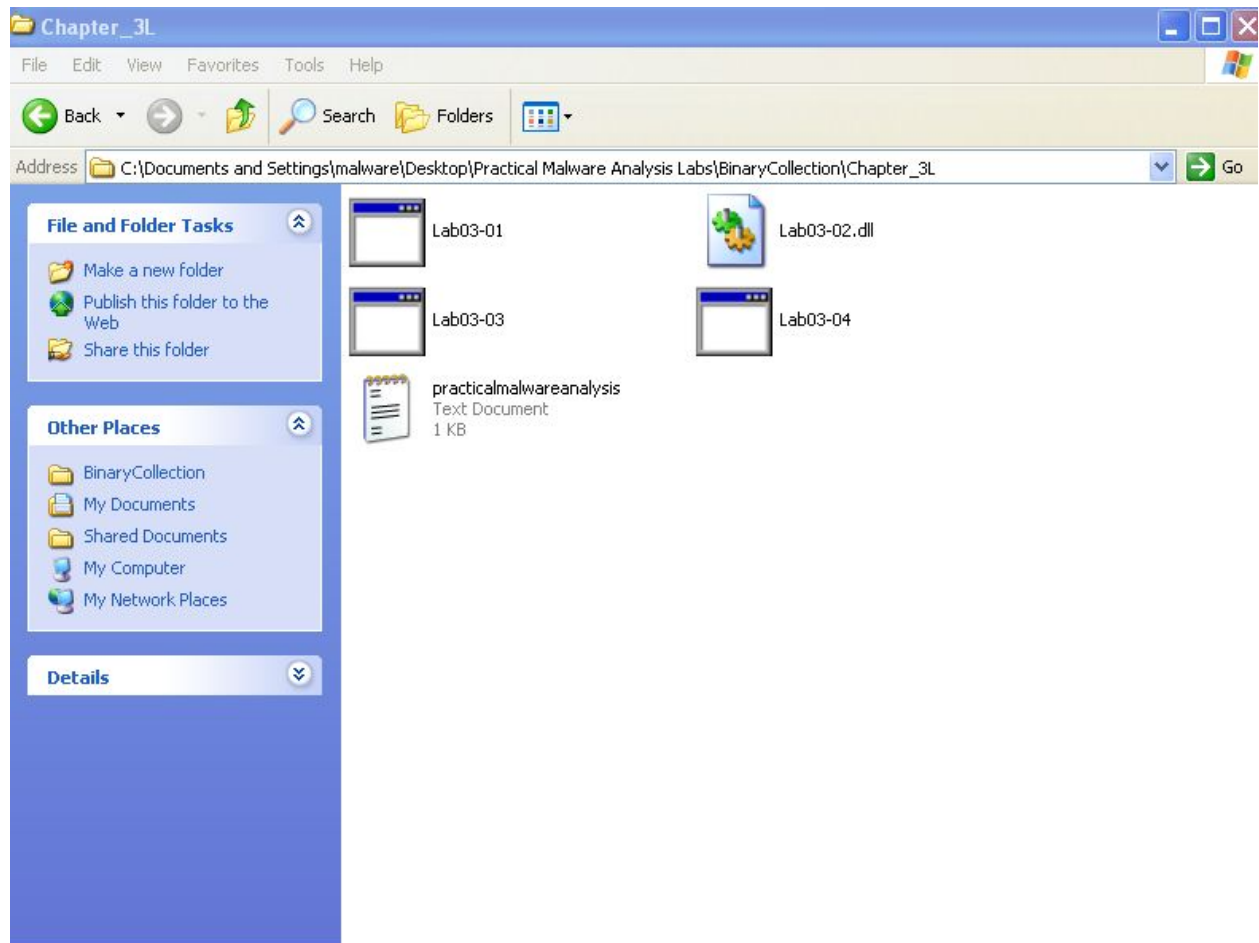 Chapter_3L
File Edit View Favorites Tools Help
Back Search Folders
Address C:\Documents and Settings\malware\Desktop\Practical Malware Analysis Labs\BinaryCollection\Chapter_3L Go
File and Folder Tasks
Make a new folder
Publish this folder to the
Web
Share this folder
Other Places
BinaryCollection
My Documents
Shared Documents
My Computer
My Network Places
Details
Lab03-01
Lab03-02.dll
Lab03-03
Lab03-04
practicalmalwareanalysis
Text Document
1 KB